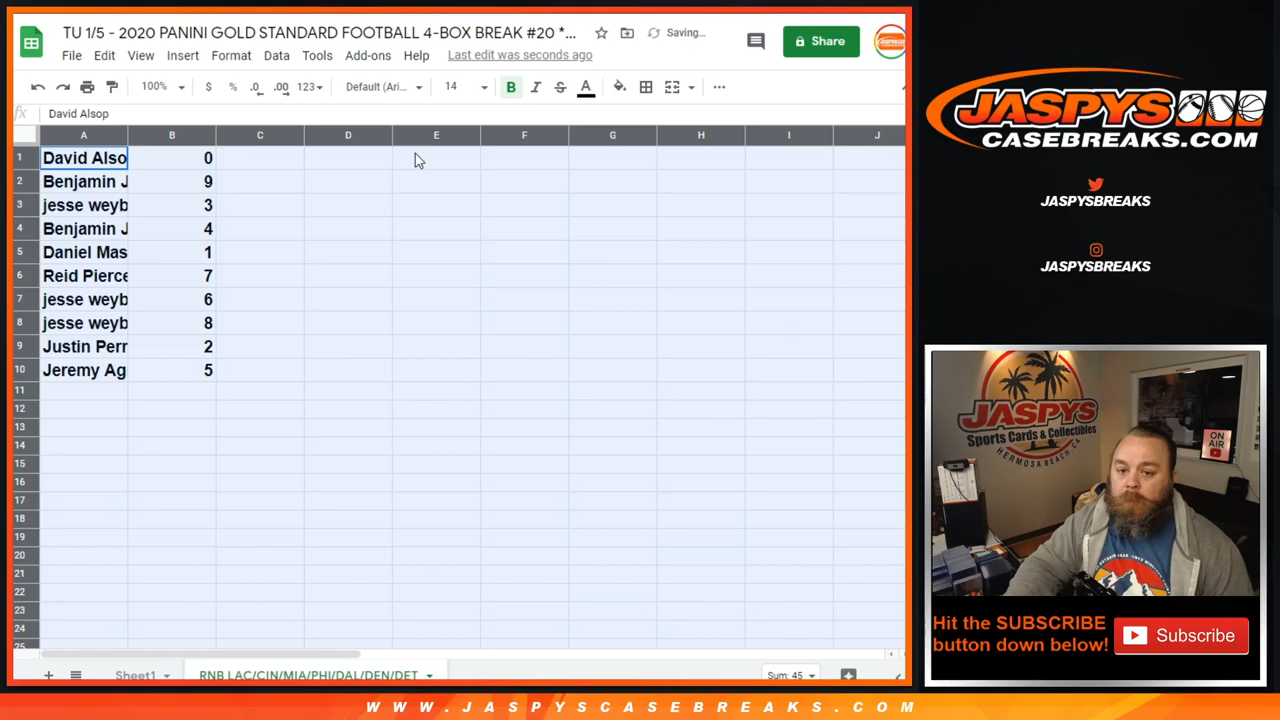 TU 1/5 - 2020 PANINI GOLD STANDARD FOOTBALL 4-BOX BREAK #20 *... Saving... Share
File Edit View Insert Format Data Tools Add-ons Help Last edit was seconds ago
100% $ % .0 .00 123 Default (Ari... 14 B I S A ...
fx David Alsop
A B C D E F G H I J
1 David Also 0
2 Benjamin J 9
3 jesse weyb 3
4 Benjamin J 4
5 Daniel Mas 1
6 Reid Pierce 7
7 jesse weyb 6
8 jesse weyb 8
9 Justin Perr 2
10 Jeremy Ag 5
11
12
13
14
15
16
17
18
19
20
21
22
23
24
25
Sheet1 RNB LAC/CIN/MIA/PHI/DAL/DEN/DET Sum: 45
JASPYS
CASEBREAKS.COM
JASPYSBREAKS
JASPYSBREAKS
JASPYS
Sports Cards & Collectibles
HERMOSA BEACH, CA
ON
AIR
Hit the SUBSCRIBE
button down below!
Subscribe
WWW.JASPYSCASEBREAKS.COM